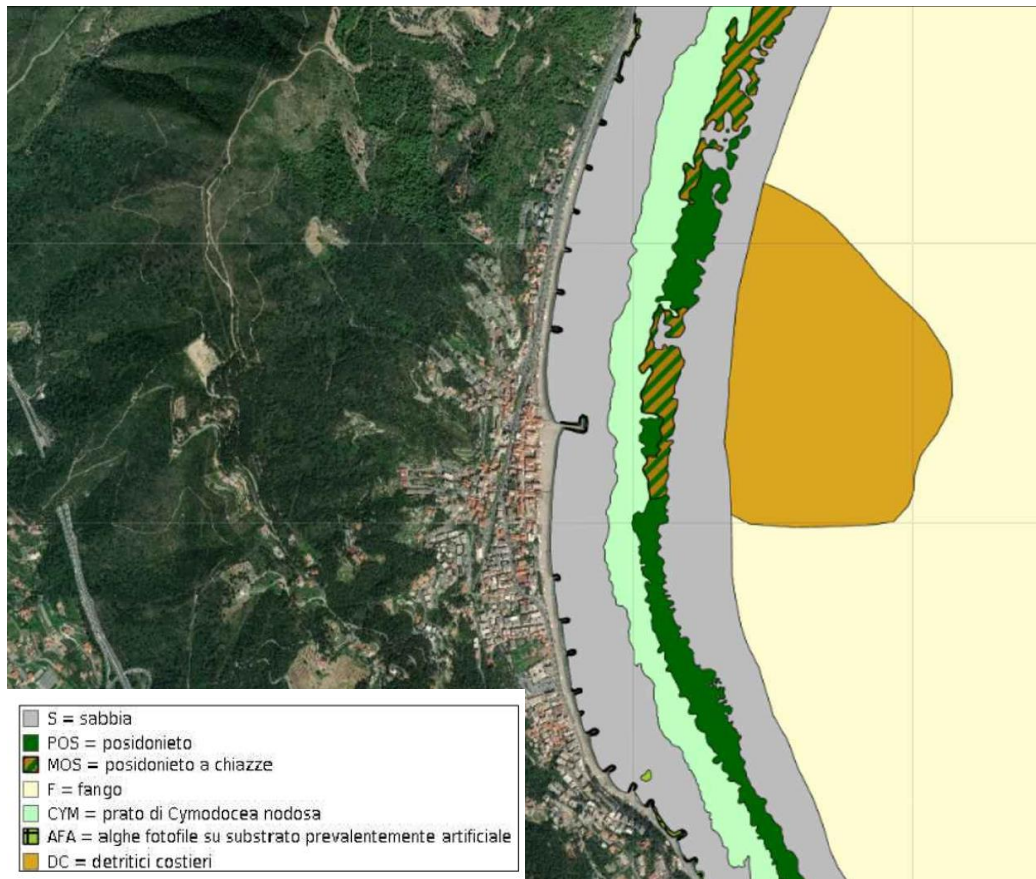 S = sabbia
POS = posidonieto
MOS = posidonieto a chiazze
F = fango
CYM = prato di Cymodocea nodosa
AFA = alghe fotofile su substrato prevalentemente artificiale
DC = detritici costieri